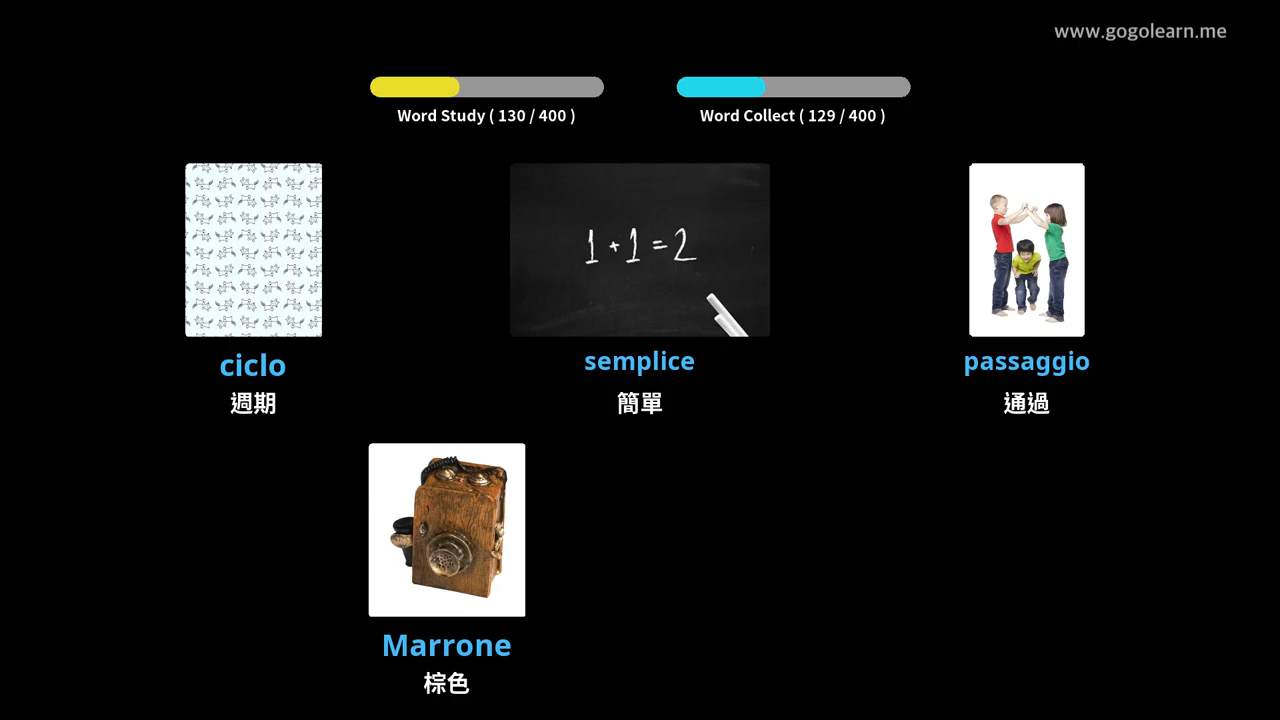 www.gogolearn.me
Word Study ( 130 / 400 )
Word Collect ( 129 / 400 )
1 + 1 = 2
ciclo
週期
semplice
簡單
passaggio
通過
Marrone
棕色